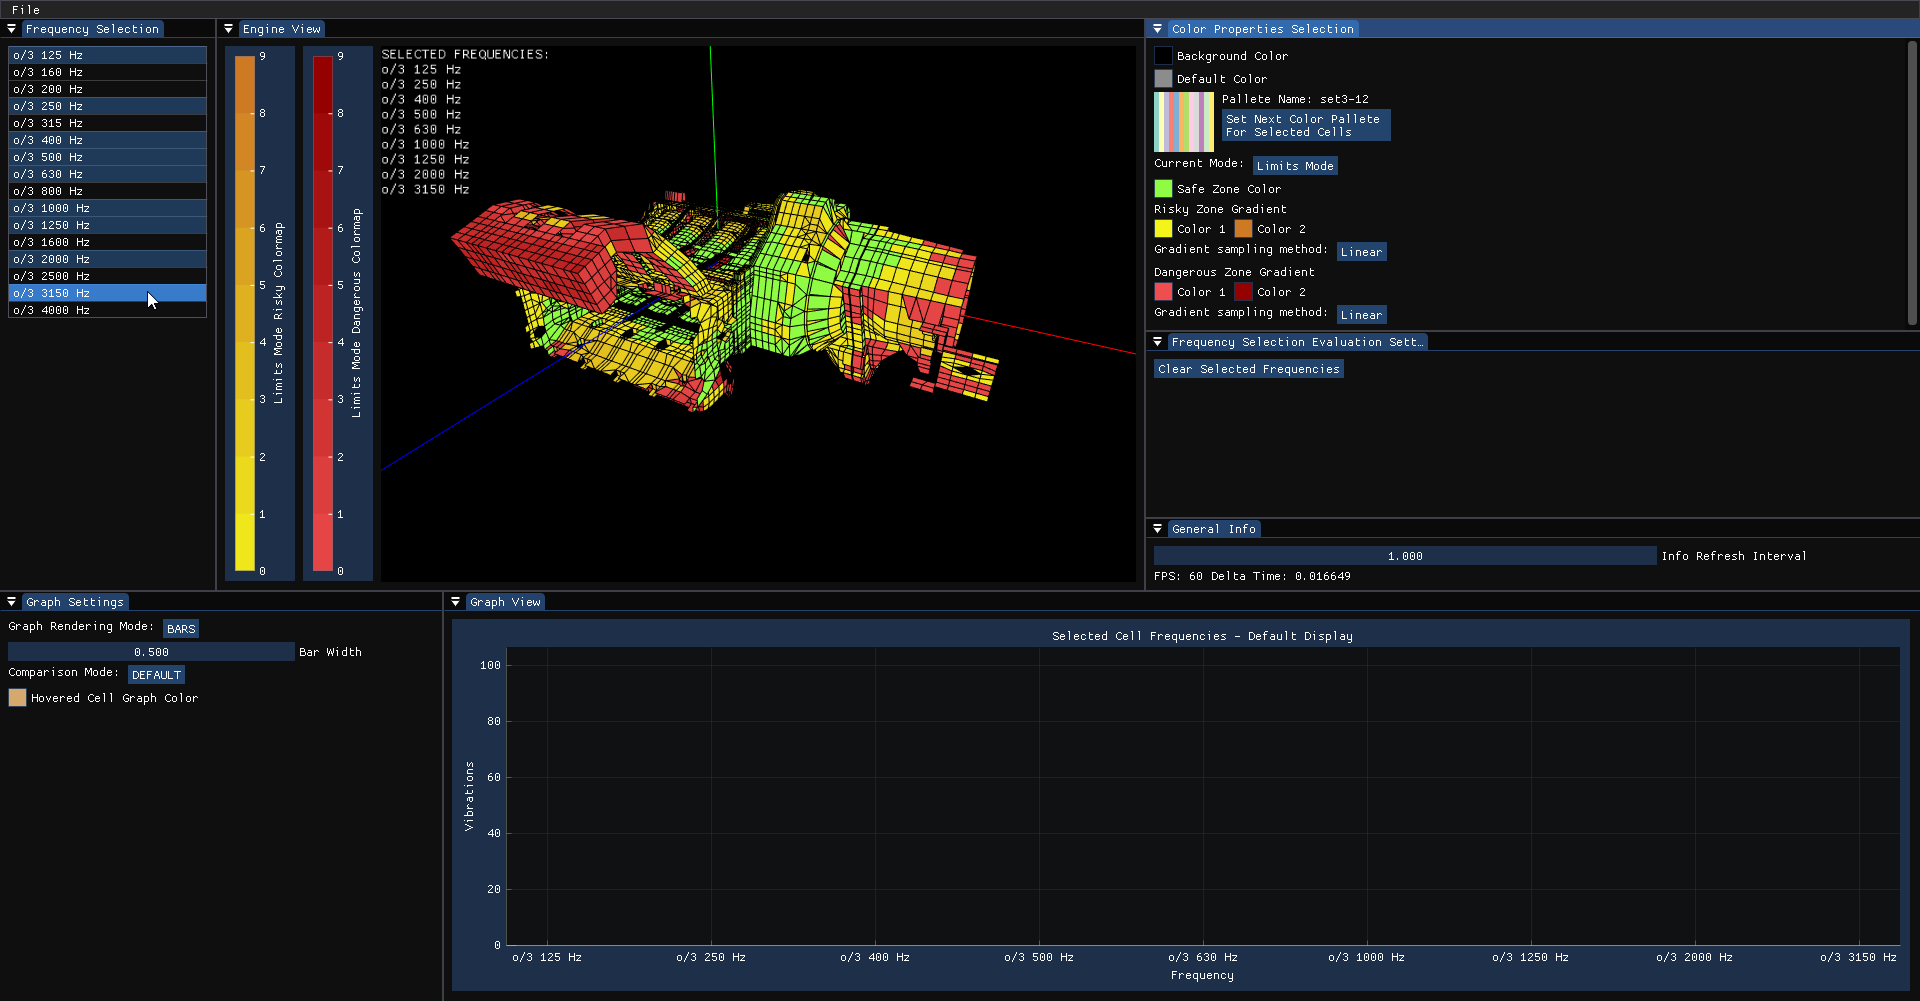 File
Frequency Selection
o/3 125 Hz
o/3 160 Hz
o/3 200 Hz
o/3 250 Hz
o/3 315 Hz
o/3 400 Hz
o/3 500 Hz
o/3 630 Hz
o/3 800 Hz
o/3 1000 Hz
o/3 1250 Hz
o/3 1600 Hz
o/3 2000 Hz
o/3 2500 Hz
o/3 3150 Hz
o/3 4000 Hz
Engine View
9
8
7
6
5
4
3
2
1
0
Limits Mode Risky Colormap
9
8
7
6
5
4
3
2
1
0
Limits Mode Dangerous Colormap
SELECTED FREQUENCIES:
o/3 125 Hz
o/3 250 Hz
o/3 400 Hz
o/3 500 Hz
o/3 630 Hz
o/3 1000 Hz
o/3 1250 Hz
o/3 2000 Hz
o/3 3150 Hz
Color Properties Selection
Background Color
Default Color
Pallete Name: set3-12
Set Next Color Pallete
For Selected Cells
Current Mode: Limits Mode
Safe Zone Color
Risky Zone Gradient
Color 1 Color 2
Gradient sampling method: Linear
Dangerous Zone Gradient
Color 1 Color 2
Gradient sampling method: Linear
Frequency Selection Evaluation Sett…
Clear Selected Frequencies
General Info
1.000 Info Refresh Interval
FPS: 60 Delta Time: 0.016649
Graph Settings
Graph Rendering Mode: BARS
0.500 Bar Width
Comparison Mode: DEFAULT
Hovered Cell Graph Color
Graph View
Selected Cell Frequencies - Default Display
100
80
60
40
20
0
Vibrations
o/3 125 Hz o/3 250 Hz o/3 400 Hz o/3 500 Hz o/3 630 Hz o/3 1000 Hz o/3 1250 Hz o/3 2000 Hz o/3 3150 Hz
Frequency